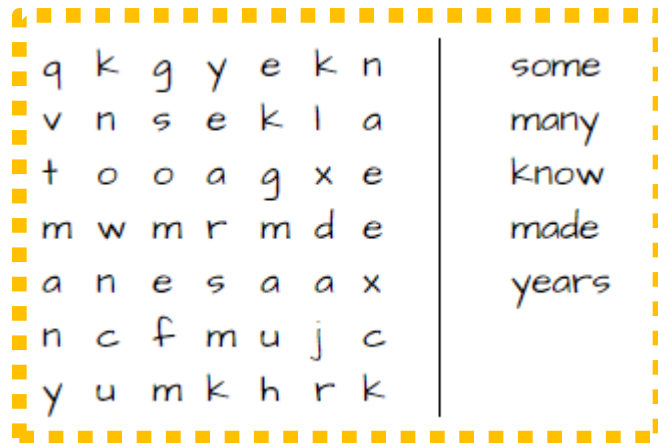 q k g y e k n some
v n s e k l a many
t o o a g x e know
m w m r m d e made
a n e s a a x years
n c f m u j c
y u m k h r k